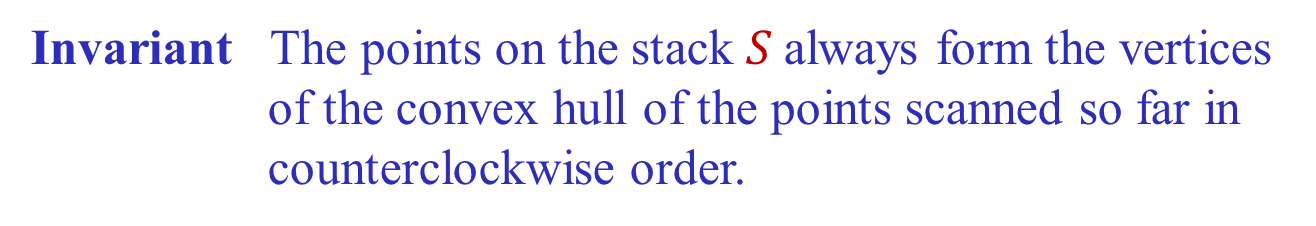 Invariant The points on the stack S always form the vertices
of the convex hull of the points scanned so far in
counterclockwise order.